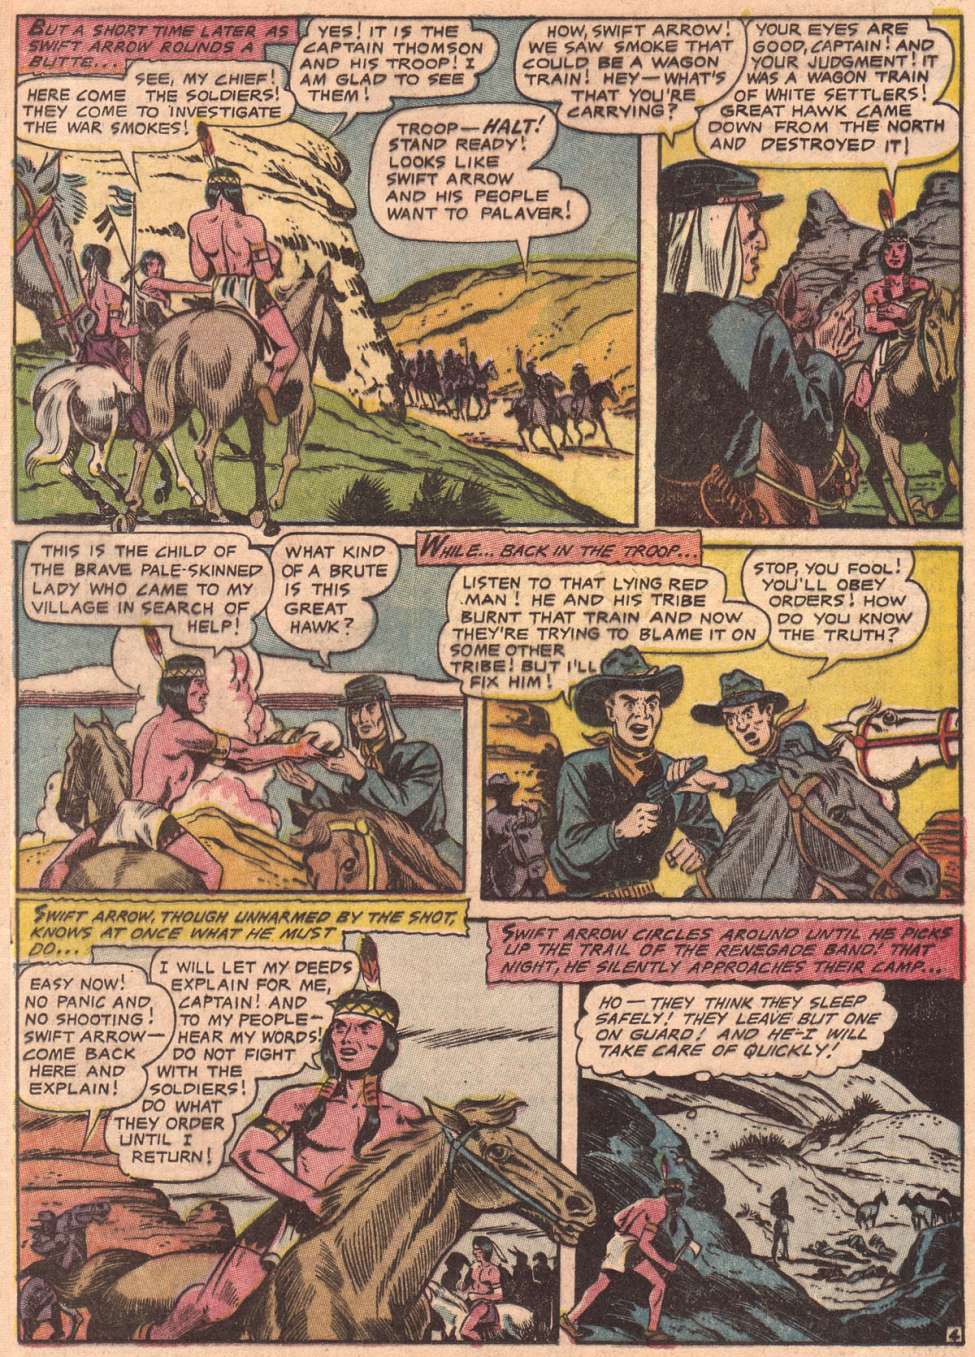 BUT A SHORT TIME LATER AS
SWIFT ARROW ROUNDS A
BUTTE...
SEE, MY CHIEF!
HERE COME THE SOLDIERS!
THEY COME TO INVESTIGATE
THE WAR SMOKES!
YES! IT IS THE
CAPTAIN THOMSON
AND HIS TROOP! I
AM GLAD TO SEE
THEM!
TROOP—HALT!
STAND READY!
LOOKS LIKE
SWIFT ARROW
AND HIS PEOPLE
WANT TO PALAVER!
HOW, SWIFT ARROW!
WE SAW SMOKE THAT
COULD BE A WAGON
TRAIN! HEY—WHAT'S
THAT YOU'RE
CARRYING?
YOUR EYES ARE
GOOD, CAPTAIN! AND
YOUR JUDGMENT! IT
WAS A WAGON TRAIN
OF WHITE SETTLERS!
GREAT HAWK CAME
DOWN FROM THE NORTH
AND DESTROYED IT!
THIS IS THE CHILD OF
THE BRAVE PALE-SKINNED
LADY WHO CAME TO MY
VILLAGE IN SEARCH OF
HELP!
WHAT KIND
OF A BRUTE
IS THIS
GREAT
HAWK?
WHILE... BACK IN THE TROOP...
LISTEN TO THAT LYING RED
MAN! HE AND HIS TRIBE
BURNT THAT TRAIN AND NOW
THEY'RE TRYING TO BLAME IT ON
SOME OTHER
TRIBE! BUT I'LL
FIX HIM!
STOP, YOU FOOL!
YOU'LL OBEY
ORDERS! HOW
DO YOU KNOW
THE TRUTH?
SWIFT ARROW, THOUGH UNHARMED BY THE SHOT,
KNOWS AT ONCE WHAT HE MUST
DO...
EASY NOW!
NO PANIC AND
NO SHOOTING!
SWIFT ARROW—
COME BACK
HERE AND
EXPLAIN!
I WILL LET MY DEEDS
EXPLAIN FOR ME,
CAPTAIN! AND
TO MY PEOPLE—
HEAR MY WORDS!
DO NOT FIGHT
WITH THE
SOLDIERS!
DO WHAT
THEY ORDER
UNTIL I
RETURN!
SWIFT ARROW CIRCLES AROUND UNTIL HE PICKS
UP THE TRAIL OF THE RENEGADE BAND! THAT
NIGHT, HE SILENTLY APPROACHES THEIR CAMP...
HO— THEY THINK THEY SLEEP
SAFELY! THEY LEAVE BUT ONE
ON GUARD! AND HE—I WILL
TAKE CARE OF QUICKLY!
4